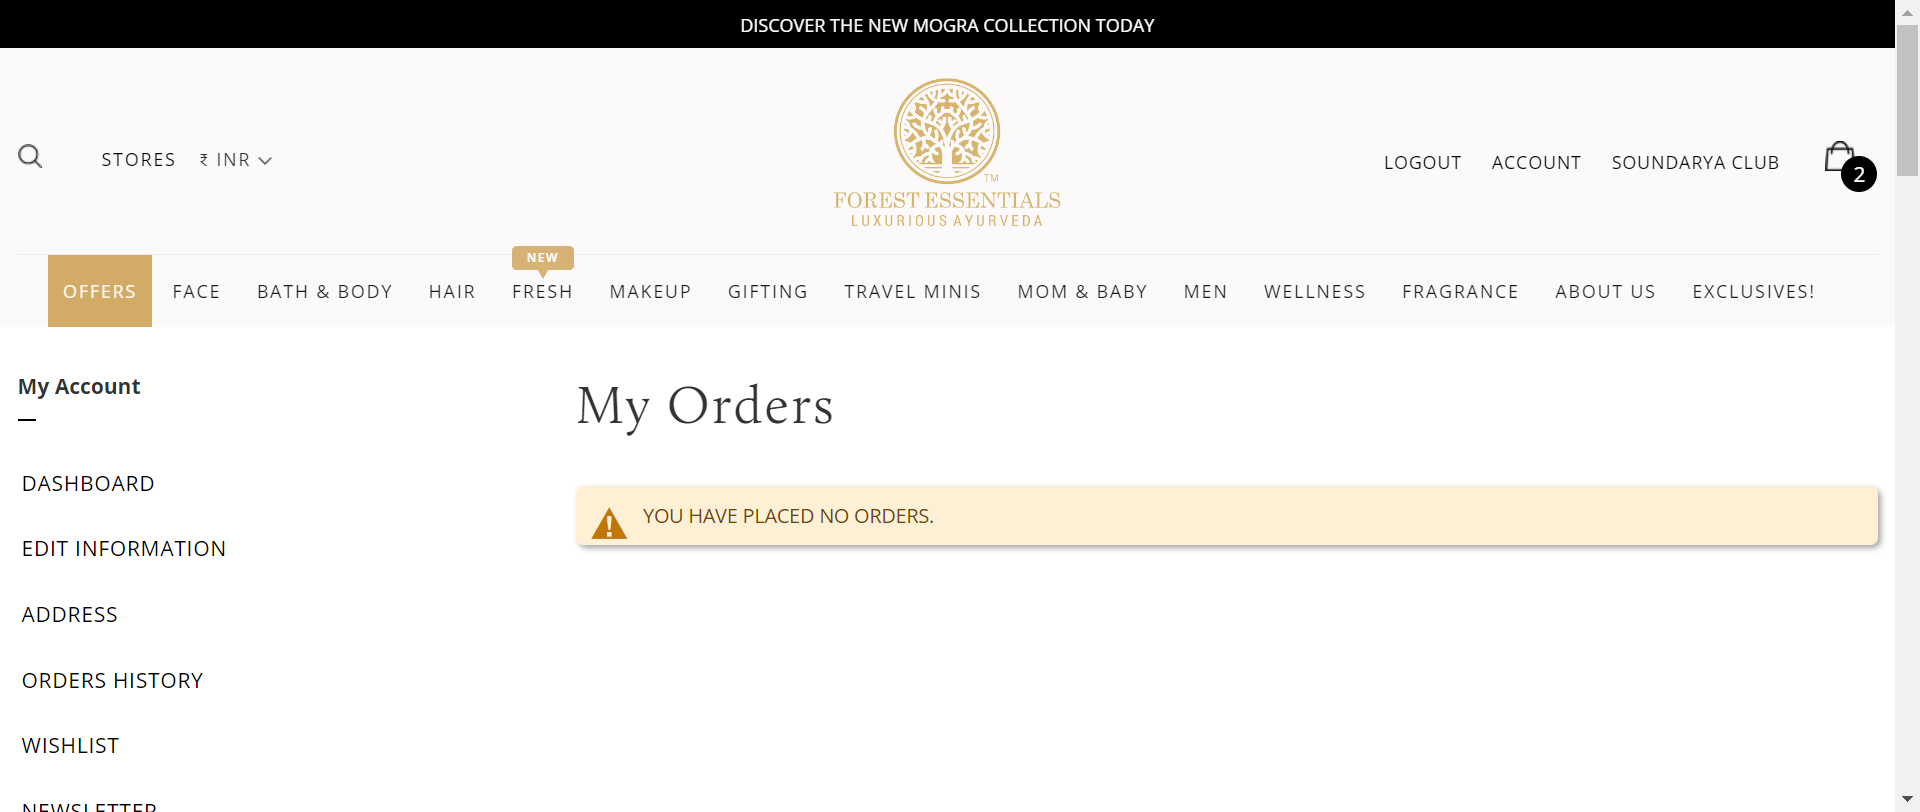 DISCOVER THE NEW MOGRA COLLECTION TODAY
STORES ₹ INR
FOREST ESSENTIALS
LUXURIOUS AYURVEDA
TM
LOGOUT ACCOUNT SOUNDARYA CLUB
2
NEW
OFFERS FACE BATH & BODY HAIR FRESH MAKEUP GIFTING TRAVEL MINIS MOM & BABY MEN WELLNESS FRAGRANCE ABOUT US EXCLUSIVES!
My Account
DASHBOARD
EDIT INFORMATION
ADDRESS
ORDERS HISTORY
WISHLIST
NEWSLETTER
My Orders
YOU HAVE PLACED NO ORDERS.